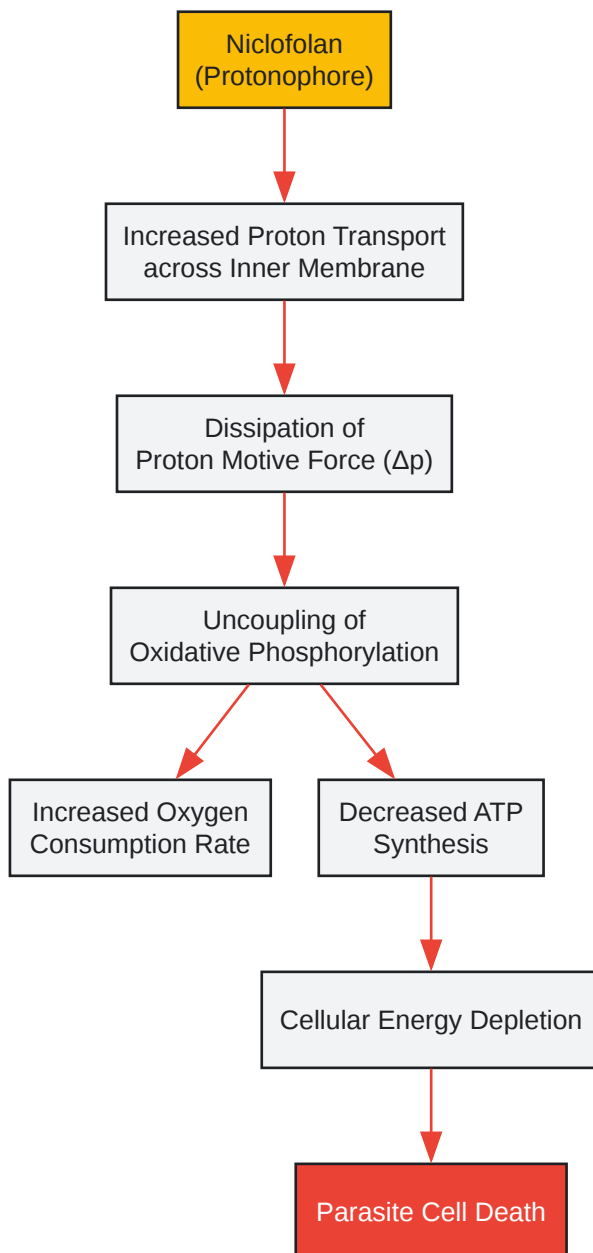 Niclofolan
(Protonophore)
Increased Proton Transport
across Inner Membrane
Dissipation of
Proton Motive Force (Δp)
Uncoupling of
Oxidative Phosphorylation
Increased Oxygen
Consumption Rate
Decreased ATP
Synthesis
Cellular Energy Depletion
Parasite Cell Death